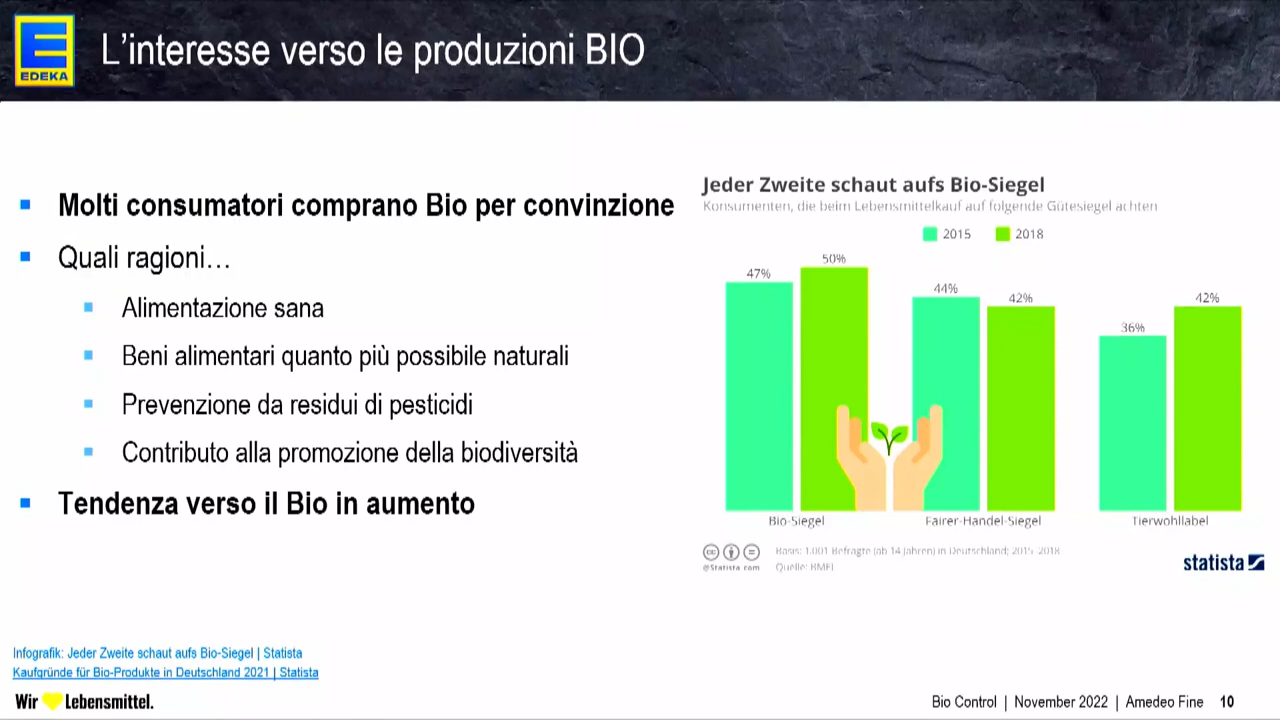 EDEKA
L'interesse verso le produzioni BIO
Molti consumatori comprano Bio per convinzione
Quali ragioni...
Alimentazione sana
Beni alimentari quanto più possibile naturali
Prevenzione da residui di pesticidi
Contributo alla promozione della biodiversità
Tendenza verso il Bio in aumento
Jeder Zweite schaut aufs Bio-Siegel
Konsumenten, die beim Lebensmittelkauf auf folgende Gütesiegel achten
2015 2018
47% 50% 44% 42% 36% 42%
Bio-Siegel Fairer-Handel-Siegel Tierwohllabel
Basis: 1.001 Befragte (ab 14 Jahren) in Deutschland; 2015, 2018
@Statista_com Quelle: BMEL
statista
Infografik: Jeder Zweite schaut aufs Bio-Siegel | Statista
Kaufgründe für Bio-Produkte in Deutschland 2021 | Statista
Wir Lebensmittel.
Bio Control | November 2022 | Amedeo Fine 10